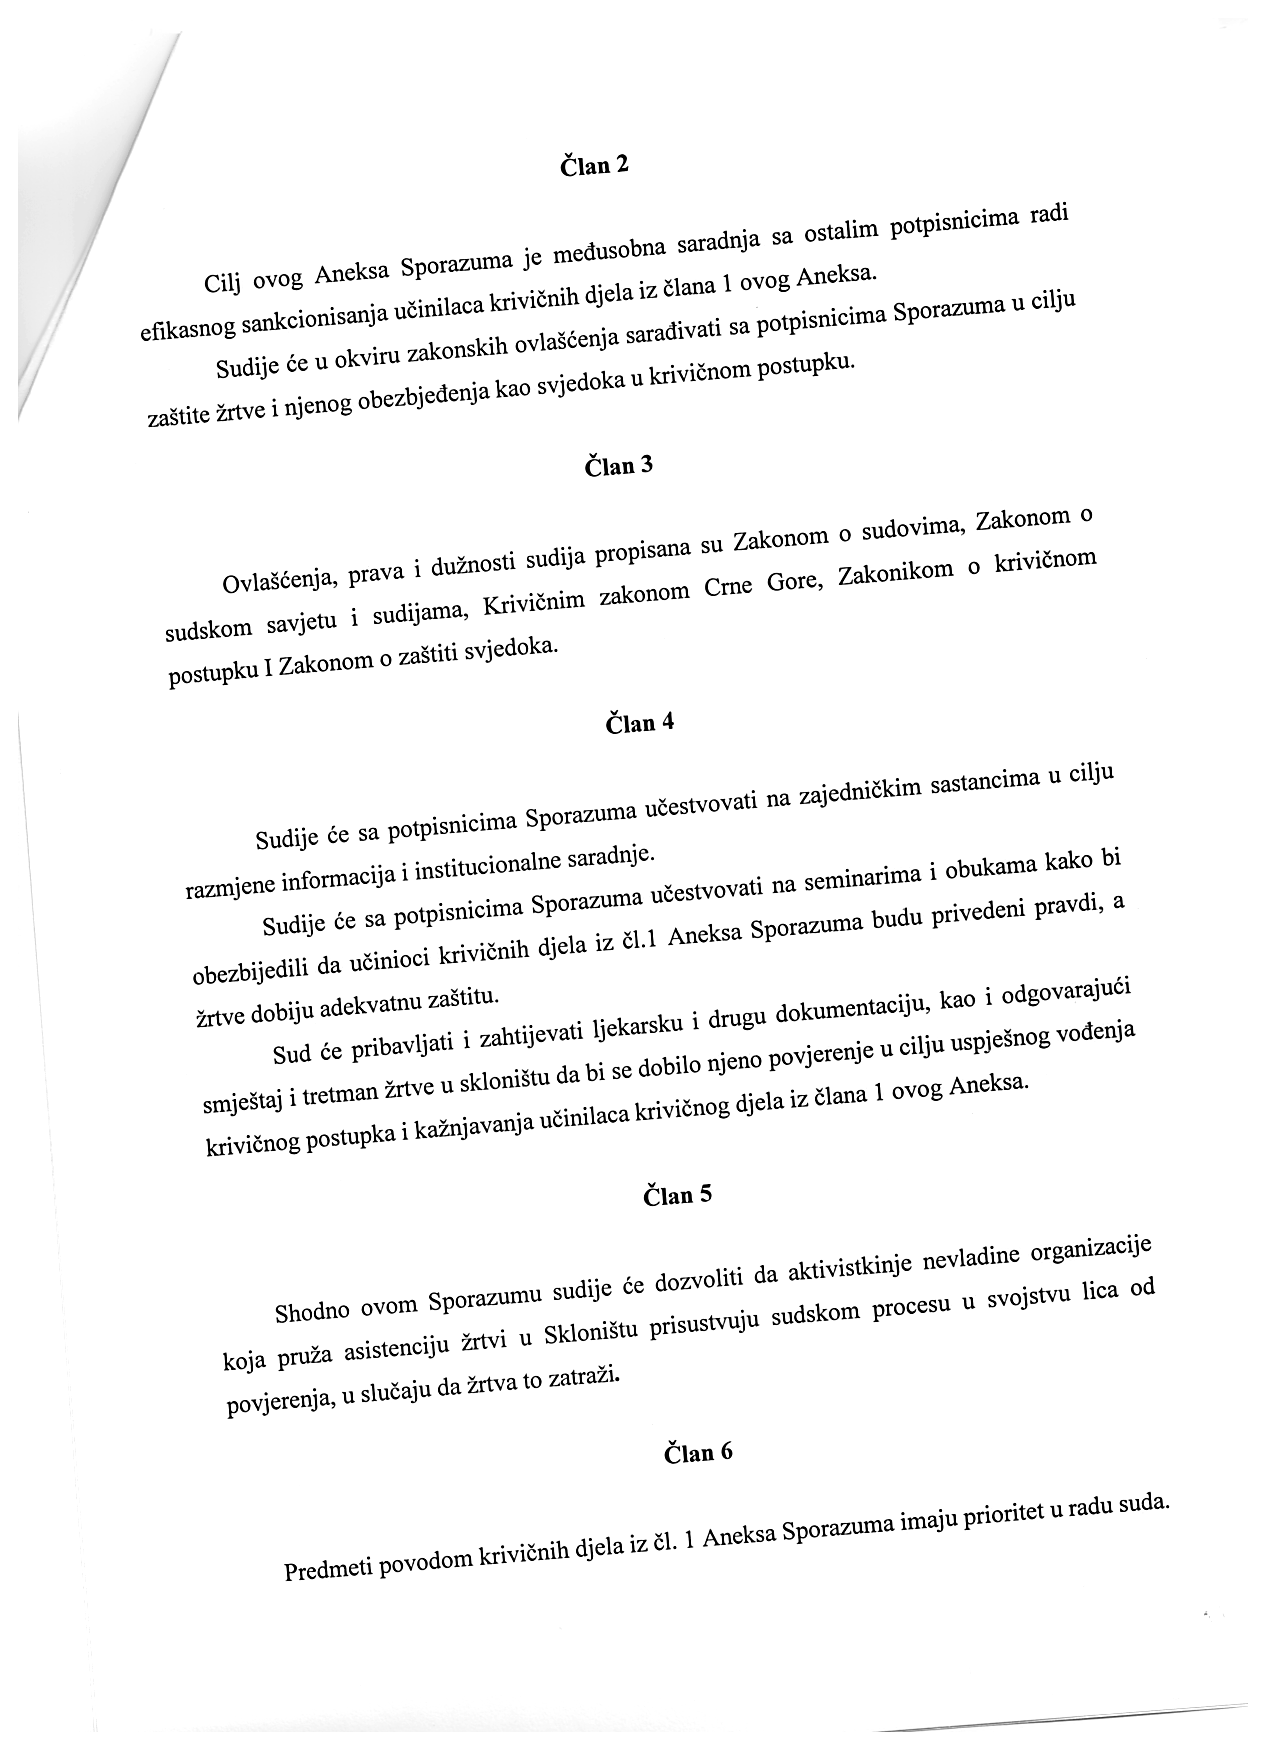 Član 2
Cilj ovog Aneksa Sporazuma je međusobna saradnja sa ostalim potpisnicima radi
efikasnog sankcionisanja učinilaca krivičnih djela iz člana 1 ovog Aneksa.
Sudije će u okviru zakonskih ovlašćenja sarađivati sa potpisnicima Sporazuma u cilju
zaštite žrtve i njenog obezbjeđenja kao svjedoka u krivičnom postupku.
Član 3
Ovlašćenja, prava i dužnosti sudija propisana su Zakonom o sudovima, Zakonom o
sudskom savjetu i sudijama, Krivičnim zakonom Crne Gore, Zakonikom o krivičnom
postupku I Zakonom o zaštiti svjedoka.
Član 4
Sudije će sa potpisnicima Sporazuma učestvovati na zajedničkim sastancima u cilju
razmjene informacija i institucionalne saradnje.
Sudije će sa potpisnicima Sporazuma učestvovati na seminarima i obukama kako bi
obezbijedili da učinioci krivičnih djela iz čl.1 Aneksa Sporazuma budu privedeni pravdi, a
žrtve dobiju adekvatnu zaštitu.
Sud će pribavljati i zahtijevati ljekarsku i drugu dokumentaciju, kao i odgovarajući
smještaj i tretman žrtve u skloništu da bi se dobilo njeno povjerenje u cilju uspješnog vođenja
krivičnog postupka i kažnjavanja učinilaca krivičnog djela iz člana 1 ovog Aneksa.
Član 5
Shodno ovom Sporazumu sudije će dozvoliti da aktivistkinje nevladine organizacije
koja pruža asistenciju žrtvi u Skloništu prisustvuju sudskom procesu u svojstvu lica od
povjerenja, u slučaju da žrtva to zatraži.
Član 6
Predmeti povodom krivičnih djela iz čl. 1 Aneksa Sporazuma imaju prioritet u radu suda.